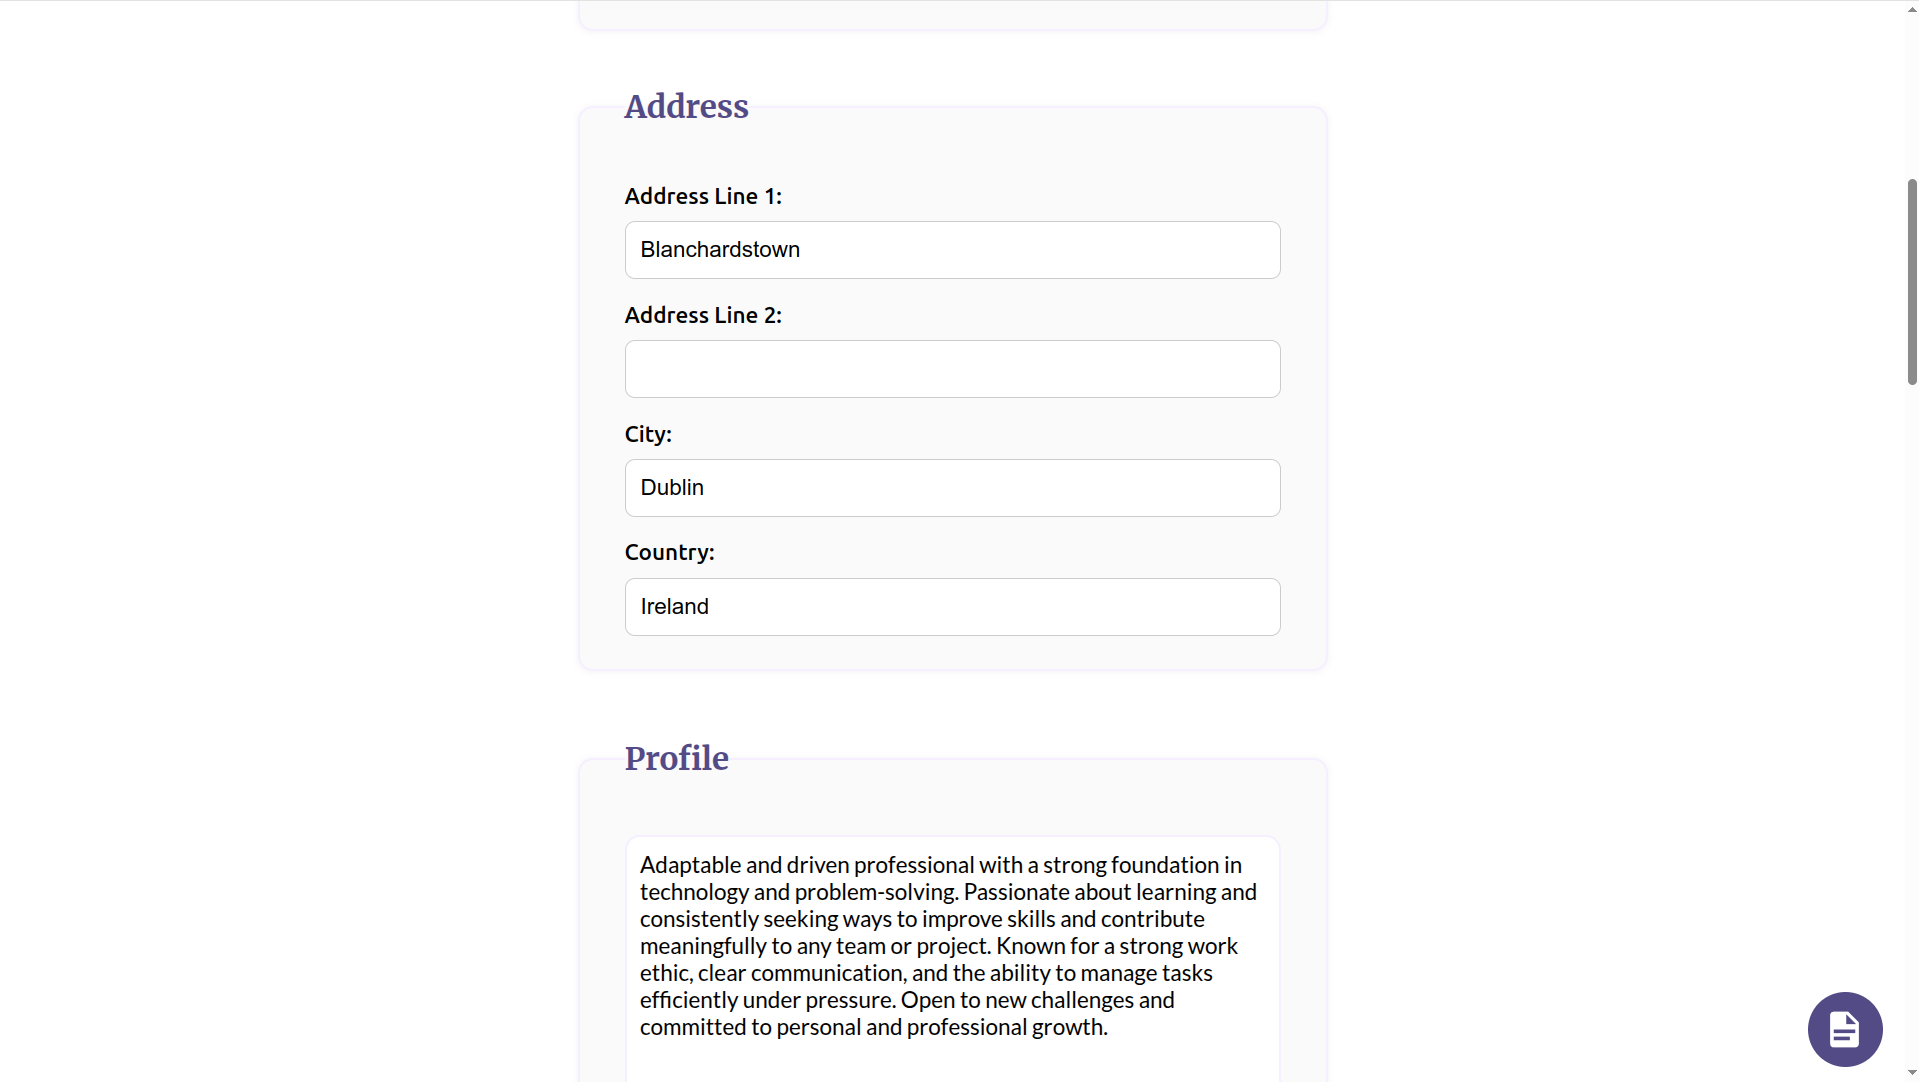 Address
Address Line 1:
Blanchardstown
Address Line 2:
City:
Dublin
Country:
Ireland
Profile
Adaptable and driven professional with a strong foundation in
technology and problem-solving. Passionate about learning and
consistently seeking ways to improve skills and contribute
meaningfully to any team or project. Known for a strong work
ethic, clear communication, and the ability to manage tasks
efficiently under pressure. Open to new challenges and
committed to personal and professional growth.